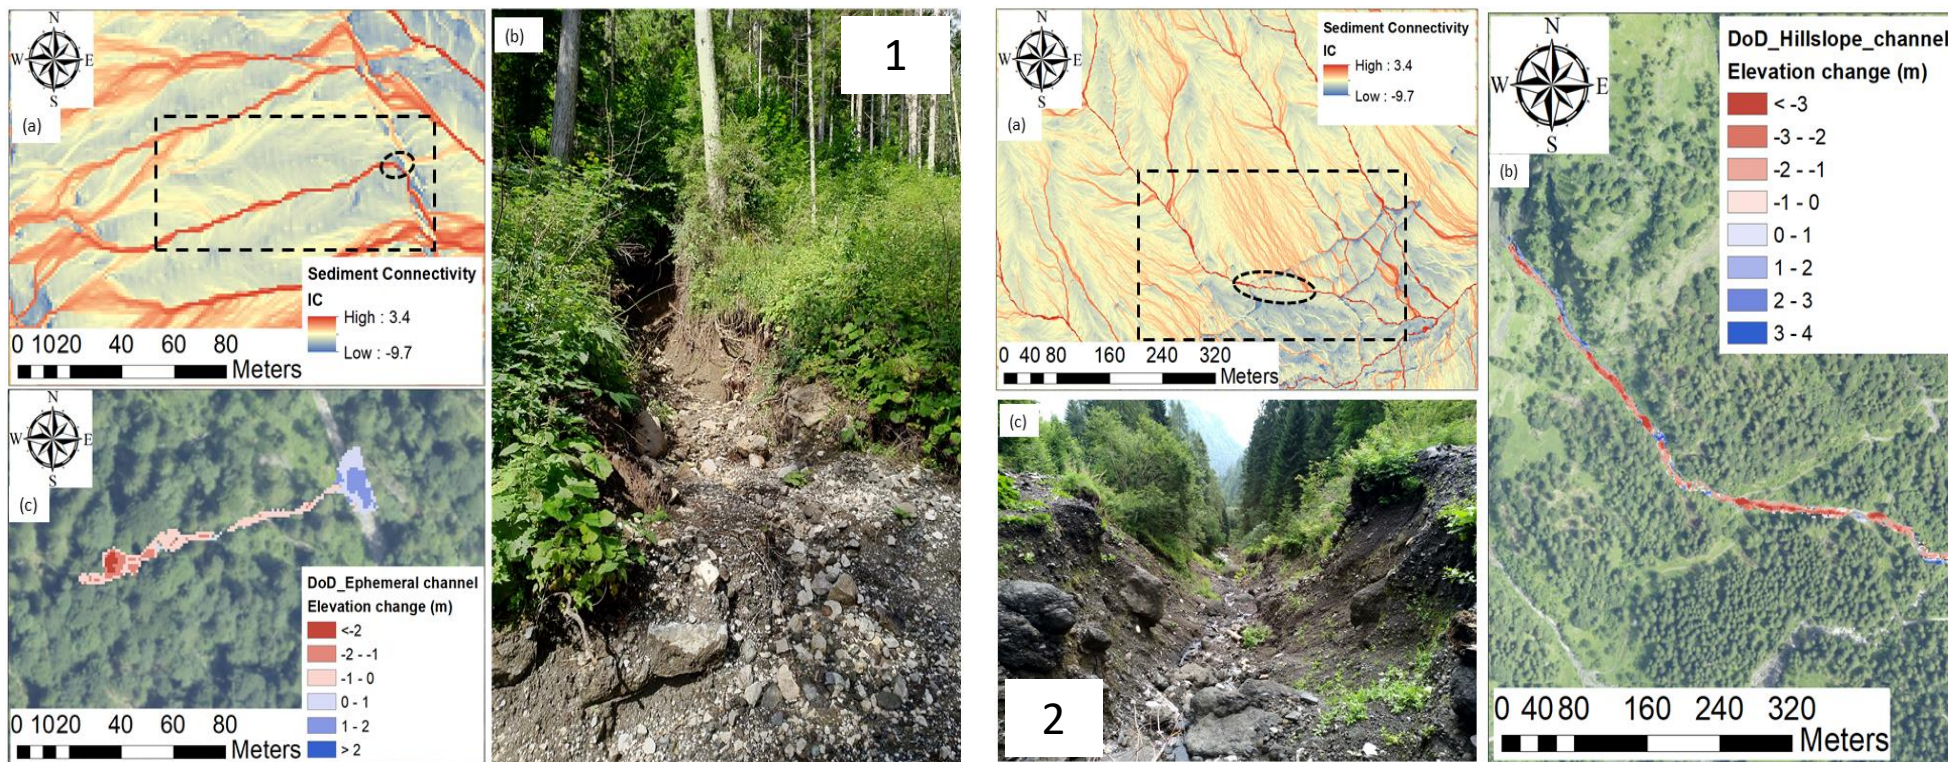 N
W E
S
(a)
Sediment Connectivity
IC
High : 3.4
Low : -9.7
0 1020 40 60 80
Meters
(b)
1
N
W E
S
(c)
DoD_Ephemeral channel
Elevation change (m)
<-2
-2 - -1
-1 - 0
0 - 1
1 - 2
> 2
0 1020 40 60 80
Meters
N
W E
S
(a)
Sediment Connectivity
IC
High : 3.4
Low : -9.7
0 40 80 160 240 320
Meters
(c)
2
N
W E
S
(b)
DoD_Hillslope_channel
Elevation change (m)
< -3
-3 - -2
-2 - -1
-1 - 0
0 - 1
1 - 2
2 - 3
3 - 4
0 40 80 160 240 320
Meters